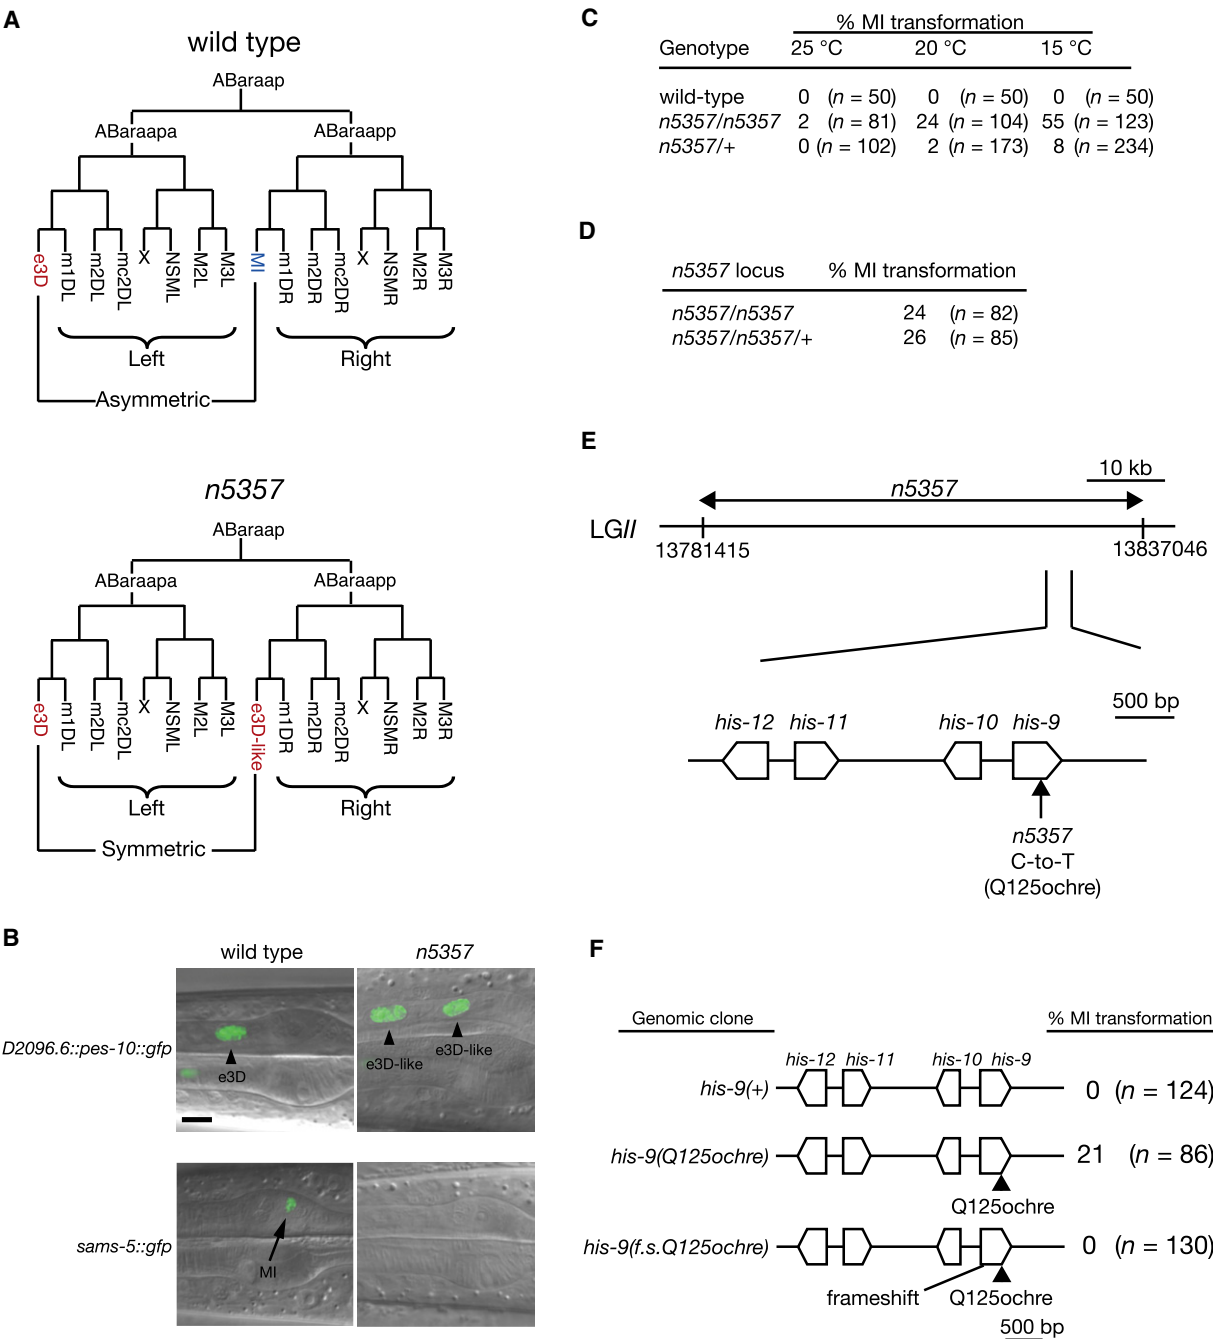 A
wild type
ABaraap
ABaraapa ABaraapp
e3D m1DL m2DL mc2DL X NSML M2L M3L MI m1DR m2DR mc2DR X NSMR M2R M3R
Left Right
Asymmetric
n5357
ABaraap
ABaraapa ABaraapp
e3D m1DL m2DL mc2DL X NSML M2L M3L e3D-like m1DR m2DR mc2DR X NSMR M2R M3R
Left Right
Symmetric
B
wild type n5357
D2096.6::pes-10::gfp
e3D
e3D-like e3D-like
sams-5::gfp
MI
C
% MI transformation
Genotype 25 °C 20 °C 15 °C
wild-type 0 (n = 50) 0 (n = 50) 0 (n = 50)
n5357/n5357 2 (n = 81) 24 (n = 104) 55 (n = 123)
n5357/+ 0 (n = 102) 2 (n = 173) 8 (n = 234)
D
n5357 locus % MI transformation
n5357/n5357 24 (n = 82)
n5357/n5357/+ 26 (n = 85)
E
10 kb
n5357
LGII
13781415 13837046
500 bp
his-12 his-11 his-10 his-9
n5357
C-to-T
(Q125ochre)
F
Genomic clone % MI transformation
his-12 his-11 his-10 his-9
his-9(+) 0 (n = 124)
his-9(Q125ochre) 21 (n = 86)
Q125ochre
his-9(f.s.Q125ochre) 0 (n = 130)
frameshift Q125ochre
500 bp